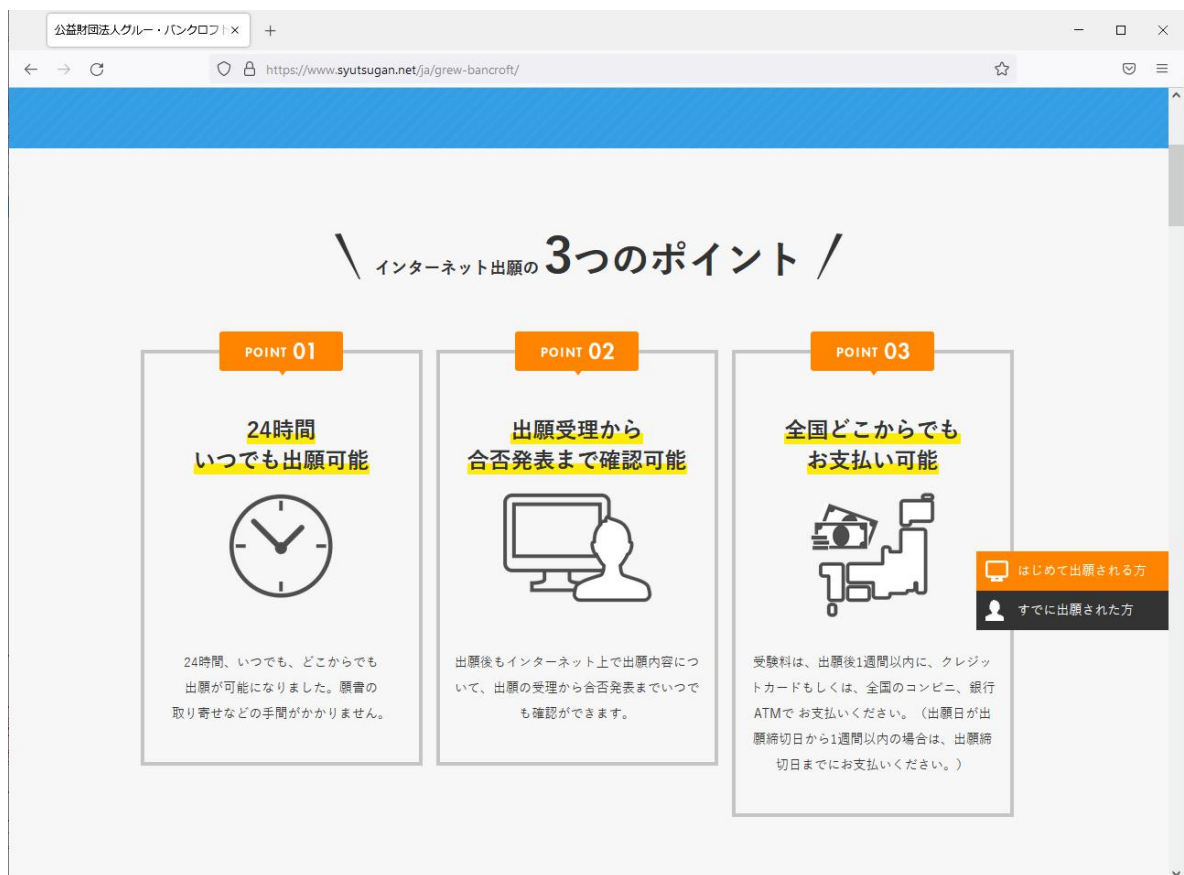 公益財団法人グルー・バンクロフト
https://www.syutsugan.net/ja/grew-bancroft/
インターネット出願の3つのポイント
POINT 01
24時間
いつでも出願可能
24時間、いつでも、どこからでも
出願が可能になりました。願書の
取り寄せなどの手間がかかりません。
POINT 02
出願受理から
合否発表まで確認可能
出願後もインターネット上で出願内容につ
いて、出願の受理から合否発表までいつで
も確認ができます。
POINT 03
全国どこからでも
お支払い可能
受験料は、出願後1週間以内に、クレジッ
トカードもしくは、全国のコンビニ、銀行
ATMで お支払いください。（出願日が出
願締切日から1週間以内の場合は、出願締
切日までにお支払いください。）
はじめて出願される方
すでに出願された方